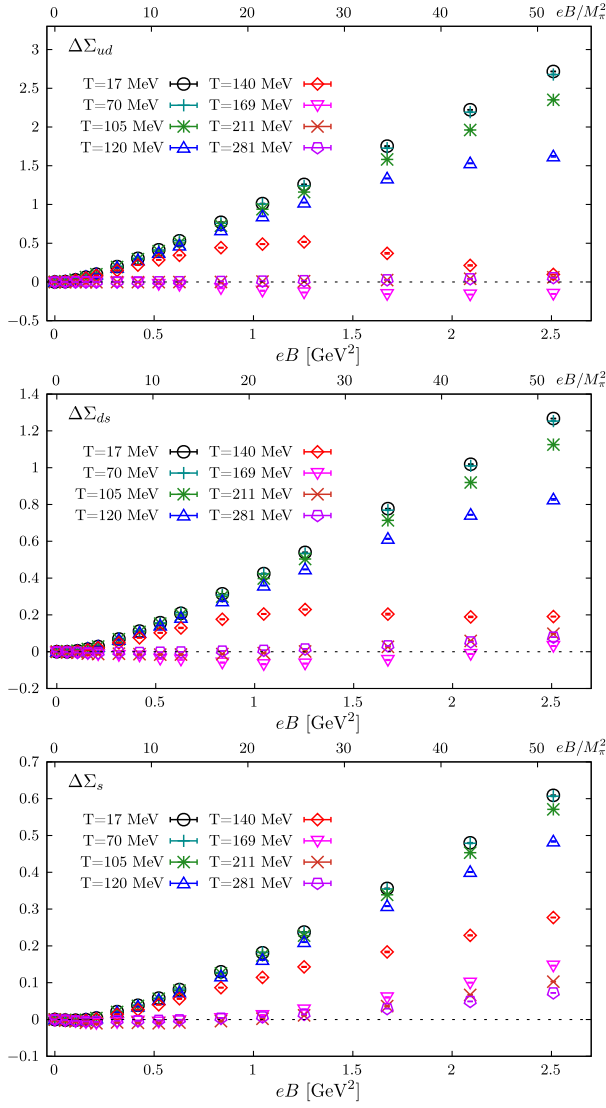 0 10 20 30 40 50 eB/M_π^2
ΔΣ_ud
T=17 MeV T=140 MeV
T=70 MeV T=169 MeV
T=105 MeV T=211 MeV
T=120 MeV T=281 MeV
3
2.5
2
1.5
1
0.5
0
−0.5
0 0.5 1 1.5 2 2.5
eB [GeV^2]
0 10 20 30 40 50 eB/M_π^2
ΔΣ_ds
T=17 MeV T=140 MeV
T=70 MeV T=169 MeV
T=105 MeV T=211 MeV
T=120 MeV T=281 MeV
1.4
1.2
1
0.8
0.6
0.4
0.2
0
−0.2
0 0.5 1 1.5 2 2.5
eB [GeV^2]
0 10 20 30 40 50 eB/M_π^2
ΔΣ_s
T=17 MeV T=140 MeV
T=70 MeV T=169 MeV
T=105 MeV T=211 MeV
T=120 MeV T=281 MeV
0.7
0.6
0.5
0.4
0.3
0.2
0.1
0
−0.1
0 0.5 1 1.5 2 2.5
eB [GeV^2]